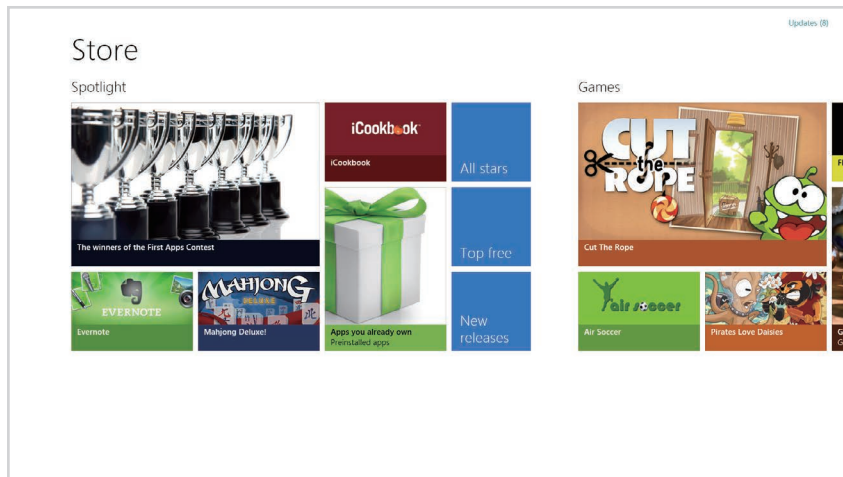 Updates (8)
Store
Spotlight
Games
iCookbook
iCookbook
All stars
The winners of the First Apps Contest
Top free
EVERNOTE
Evernote
MAHJONG
DELUXE
Mahjong Deluxe!
Apps you already own
Preinstalled apps
New
releases
CUT
the
ROPE
Cut The Rope
air soccer
Air Soccer
Pirates Love Daisies